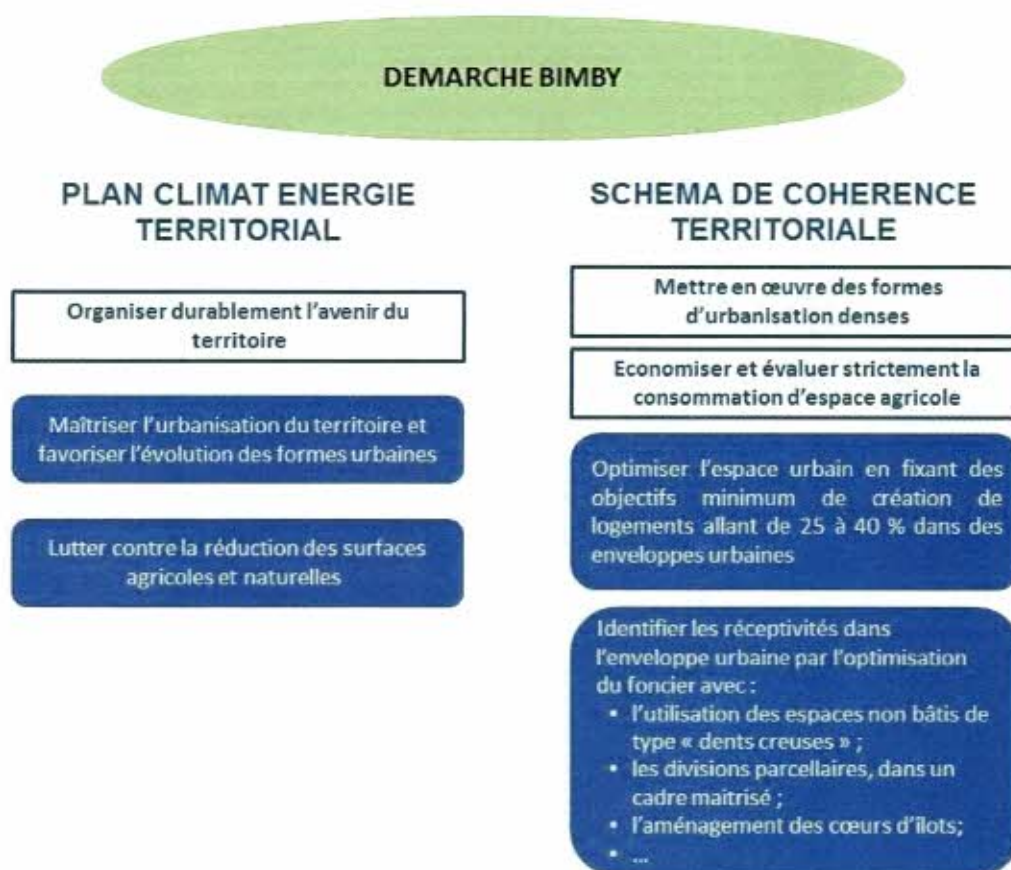 DEMARCHE BIMBY
PLAN CLIMAT ENERGIE
TERRITORIAL
Organiser durablement l'avenir du
territoire
Maîtriser l'urbanisation du territoire et
favoriser l'évolution des formes urbaines
Lutter contre la réduction des surfaces
agricoles et naturelles
SCHEMA DE COHERENCE
TERRITORIALE
Mettre en œuvre des formes
d'urbanisation denses
Economiser et évaluer strictement la
consommation d'espace agricole
Optimiser l'espace urbain en fixant des
objectifs minimum de création de
logements allant de 25 à 40 % dans des
enveloppes urbaines
Identifier les réceptivités dans
l'enveloppe urbaine par l'optimisation
du foncier avec :
• l'utilisation des espaces non bâtis de
type « dents creuses » ;
• les divisions parcellaires, dans un
cadre maitrisé ;
• l'aménagement des cœurs d'îlots;
• ...